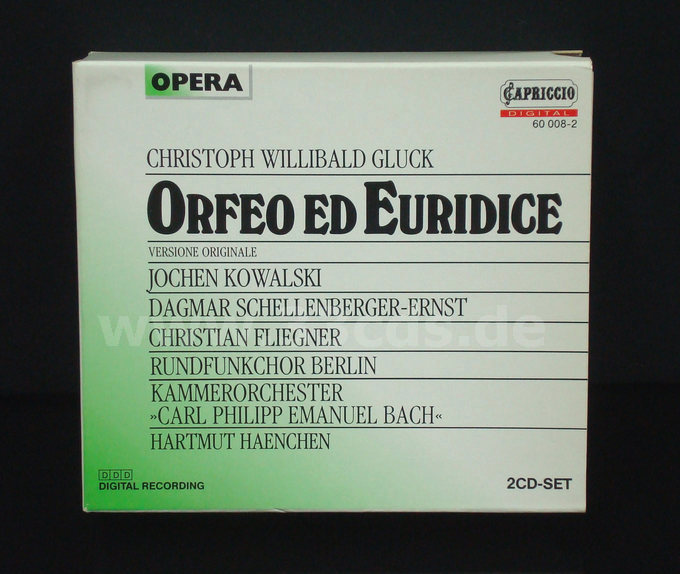 OPERA
CAPRICCIO
DIGITAL
60 008-2
CHRISTOPH WILLIBALD GLUCK
ORFEO ED EURIDICE
VERSIONE ORIGINALE
JOCHEN KOWALSKI
DAGMAR SCHELLENBERGER-ERNST
CHRISTIAN FLIEGNER
RUNDFUNKCHOR BERLIN
KAMMERORCHESTER
»CARL PHILIPP EMANUEL BACH«
HARTMUT HAENCHEN
DDD
DIGITAL RECORDING
2CD-SET